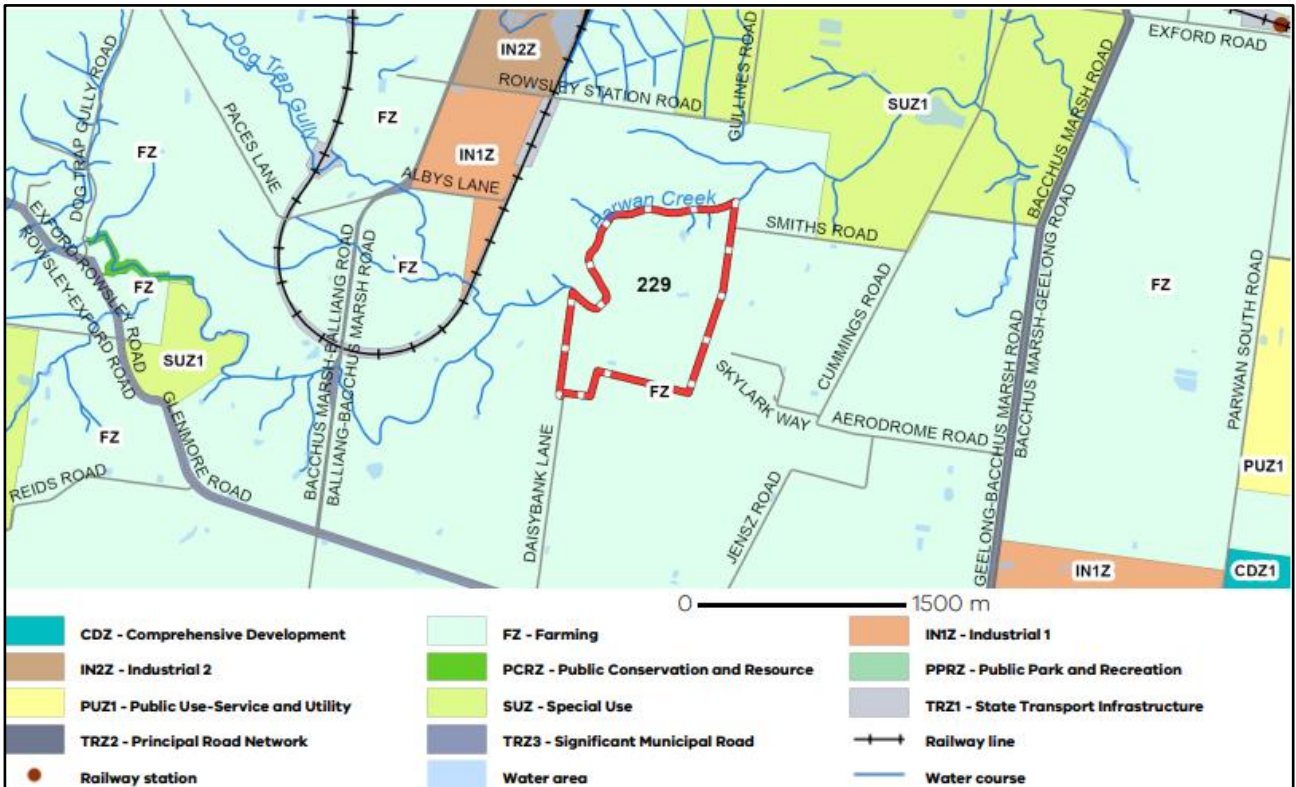 EXFORD ROAD
IN2Z
Dog Trap Gully
DOG TRAP GULLY ROAD
ROWSLEY STATION ROAD
GULLINES ROAD
SUZ1
BACCHUS MARSH ROAD
PACES LANE
FZ
FZ
IN1Z
ALBYS LANE
Parwan Creek
SMITHS ROAD
BACCHUS MARSH-GEELONG ROAD
EXFORD-ROWSLEY ROAD
ROWSLEY-EXFORD ROAD
FZ
FZ
229
FZ
CUMMINGS ROAD
PARWAN SOUTH ROAD
SUZ1
BACCHUS MARSH-BALLIANG ROAD
BALLIANG-BACCHUS MARSH ROAD
GLENMORE ROAD
FZ
SKYLARK WAY
AERODROME ROAD
GEELONG-BACCHUS MARSH ROAD
FZ
REIDS ROAD
DAISYBANK LANE
JENSZ ROAD
PUZ1
IN1Z
CDZ1
0 1500 m
CDZ - Comprehensive Development
FZ - Farming
IN1Z - Industrial 1
IN2Z - Industrial 2
PCRZ - Public Conservation and Resource
PPRZ - Public Park and Recreation
PUZ1 - Public Use-Service and Utility
SUZ - Special Use
TRZ1 - State Transport Infrastructure
TRZ2 - Principal Road Network
TRZ3 - Significant Municipal Road
Railway line
Railway station
Water area
Water course